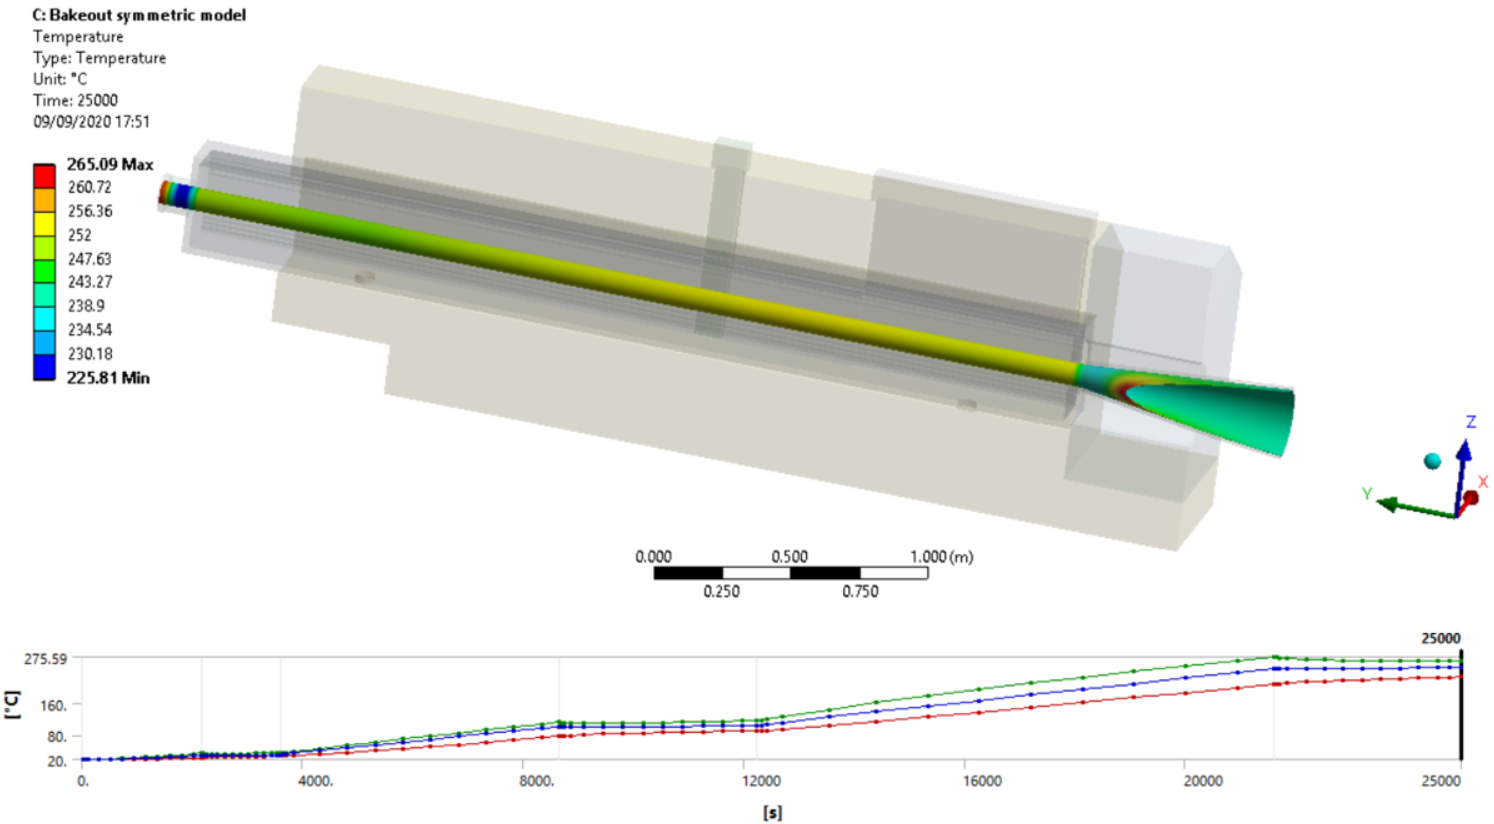 C: Bakeout symmetric model
Temperature
Type: Temperature
Unit: °C
Time: 25000
09/09/2020 17:51
265.09 Max
260.72
256.36
252
247.63
243.27
238.9
234.54
230.18
225.81 Min
Z
Y
X
0.000 0.500 1.000 (m)
0.250 0.750
25000
275.59
160.
80.
20.
[°C]
0. 4000. 8000. 12000 16000 20000 25000
[s]